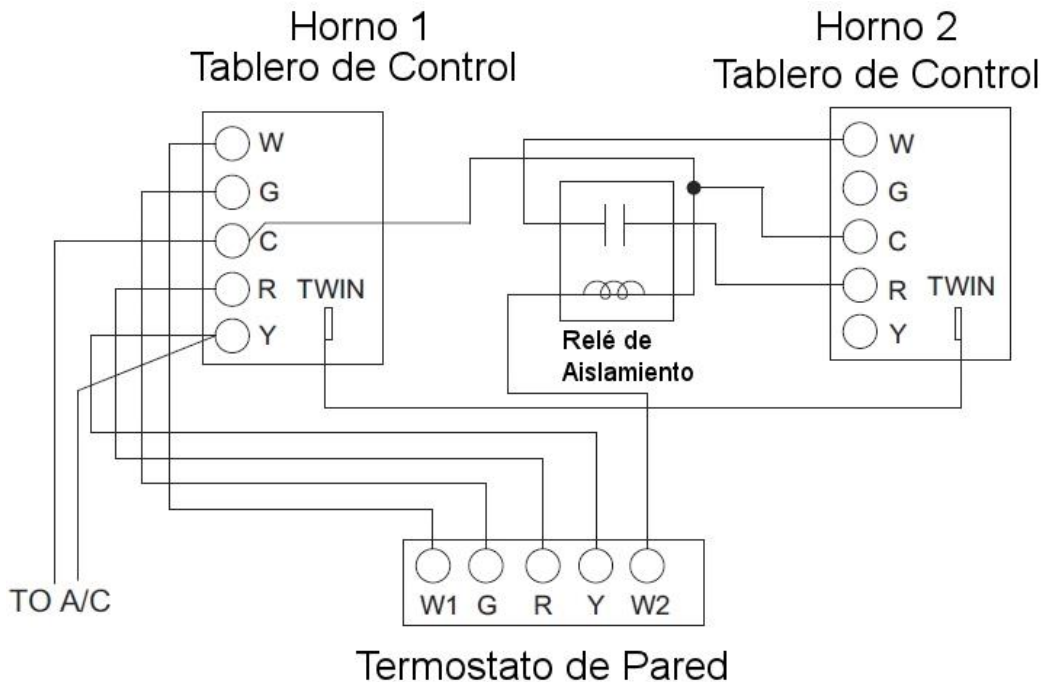 Horno 1
Tablero de Control
Horno 2
Tablero de Control
W
G
C
R
TWIN
Y
W
G
C
R
TWIN
Y
Relé de
Aislamiento
TO A/C
W1
G
R
Y
W2
Termostato de Pared